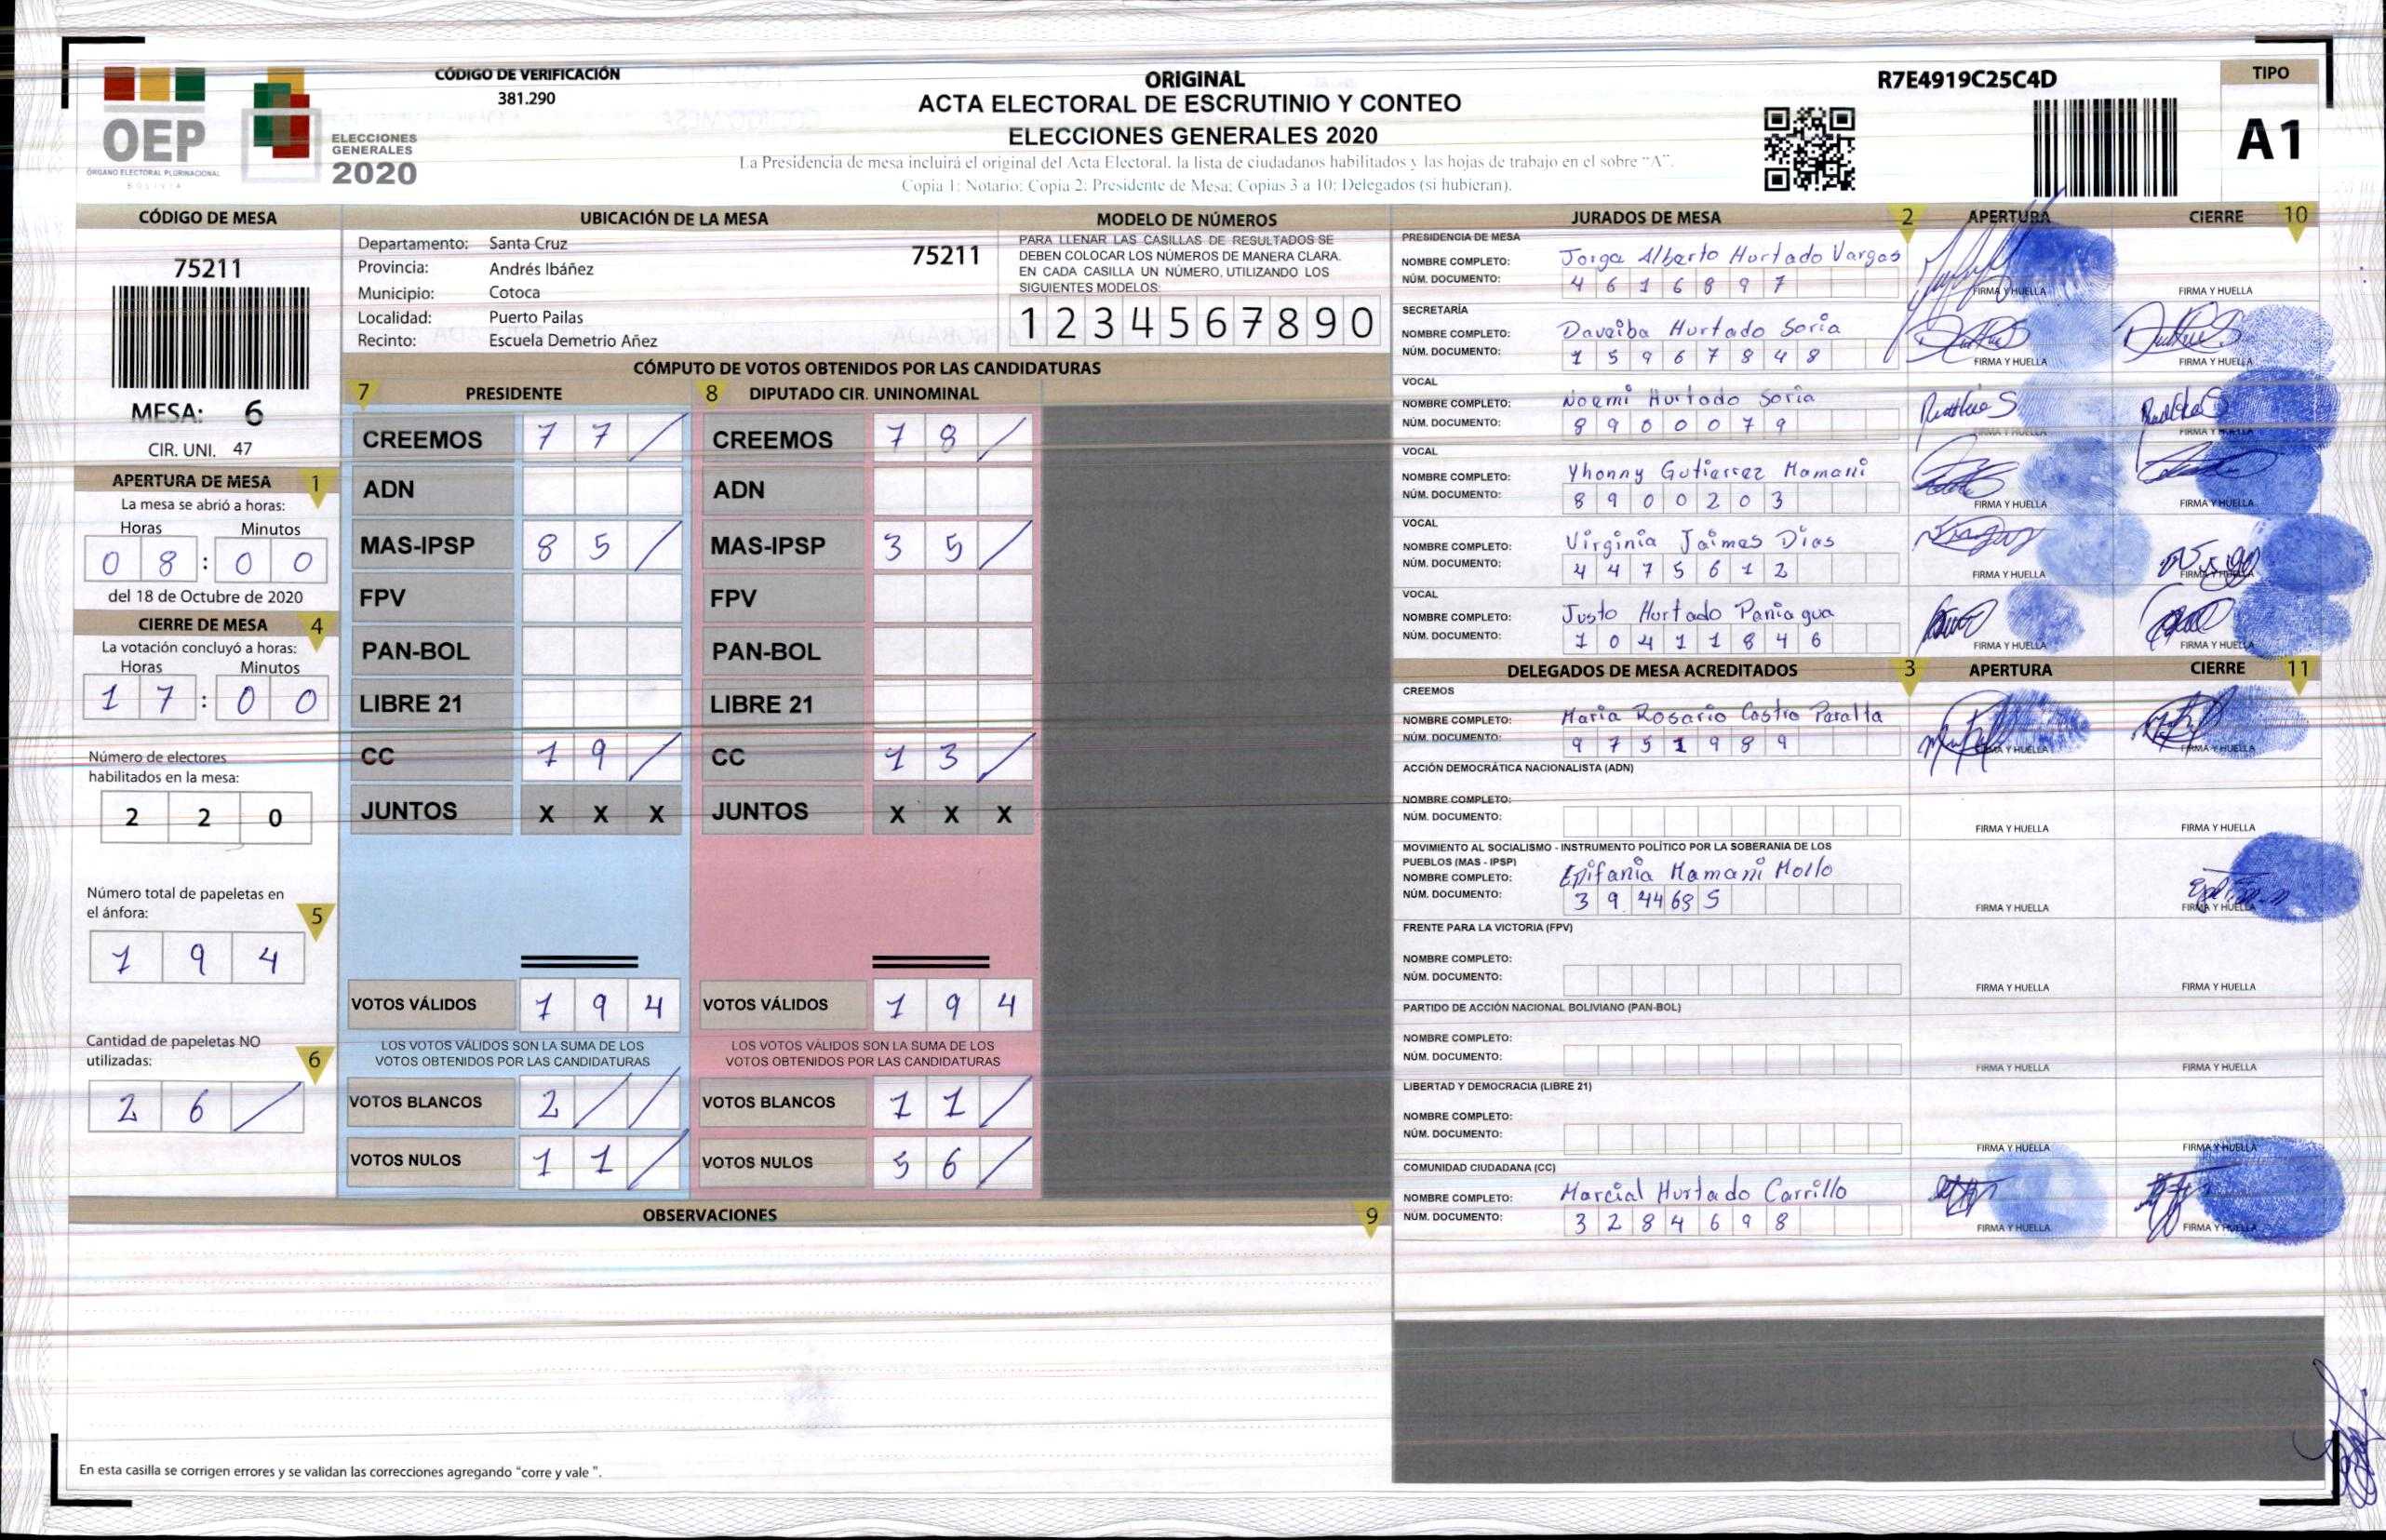 OEP
ÓRGANO ELECTORAL PLURINACIONAL
BOLIVIA
ELECCIONES
GENERALES
2020
CÓDIGO DE VERIFICACIÓN
381.290
ORIGINAL
ACTA ELECTORAL DE ESCRUTINIO Y CONTEO
ELECCIONES GENERALES 2020
La Presidencia de mesa incluirá el original del Acta Electoral, la lista de ciudadanos habilitados y las hojas de trabajo en el sobre “A”.
Copia 1: Notario; Copia 2: Presidente de Mesa; Copias 3 a 10: Delegados (si hubieran).
R7E4919C25C4D
TIPO
A1
CÓDIGO DE MESA
75211
MESA: 6
CIR. UNI. 47
APERTURA DE MESA 1
La mesa se abrió a horas:
Horas Minutos
0 8 : 0 0
del 18 de Octubre de 2020
CIERRE DE MESA 4
La votación concluyó a horas:
Horas Minutos
1 7 : 0 0
Número de electores
habilitados en la mesa:
2 2 0
Número total de papeletas en
el ánfora: 5
1 9 4
Cantidad de papeletas NO
utilizadas: 6
2 6 /
UBICACIÓN DE LA MESA
Departamento: Santa Cruz 75211
Provincia: Andrés Ibáñez
Municipio: Cotoca
Localidad: Puerto Pailas
Recinto: Escuela Demetrio Añez
MODELO DE NÚMEROS
PARA LLENAR LAS CASILLAS DE RESULTADOS SE
DEBEN COLOCAR LOS NÚMEROS DE MANERA CLARA.
EN CADA CASILLA UN NÚMERO, UTILIZANDO LOS
SIGUIENTES MODELOS:
1 2 3 4 5 6 7 8 9 0
CÓMPUTO DE VOTOS OBTENIDOS POR LAS CANDIDATURAS
7 PRESIDENTE
CREEMOS 7 7 /
ADN
MAS-IPSP 8 5 /
FPV
PAN-BOL
LIBRE 21
CC 1 9 /
JUNTOS X X X
VOTOS VÁLIDOS 1 9 4
LOS VOTOS VÁLIDOS SON LA SUMA DE LOS
VOTOS OBTENIDOS POR LAS CANDIDATURAS
VOTOS BLANCOS 2 / /
VOTOS NULOS 1 1 /
8 DIPUTADO CIR. UNINOMINAL
CREEMOS 7 8 /
ADN
MAS-IPSP 3 5 /
FPV
PAN-BOL
LIBRE 21
CC 1 3 /
JUNTOS X X X
VOTOS VÁLIDOS 1 9 4
LOS VOTOS VÁLIDOS SON LA SUMA DE LOS
VOTOS OBTENIDOS POR LAS CANDIDATURAS
VOTOS BLANCOS 1 1 /
VOTOS NULOS 5 6 /
OBSERVACIONES 9
En esta casilla se corrigen errores y se validan las correcciones agregando "corre y vale ".
JURADOS DE MESA 2 APERTURA CIERRE 10
PRESIDENCIA DE MESA
NOMBRE COMPLETO: Jorge Alberto Hurtado Vargas
NÚM. DOCUMENTO: 4 6 1 6 8 9 7
FIRMA Y HUELLA FIRMA Y HUELLA
SECRETARÍA
NOMBRE COMPLETO: Daveiba Hurtado Soria
NÚM. DOCUMENTO: 1 5 9 6 7 8 4 8
FIRMA Y HUELLA FIRMA Y HUELLA
VOCAL
NOMBRE COMPLETO: Noemi Hurtado Soria
NÚM. DOCUMENTO: 8 9 0 0 0 7 9
FIRMA Y HUELLA FIRMA Y HUELLA
VOCAL
NOMBRE COMPLETO: Yhonny Gutierrez Mamani
NÚM. DOCUMENTO: 8 9 0 0 2 0 3
FIRMA Y HUELLA FIRMA Y HUELLA
VOCAL
NOMBRE COMPLETO: Virginia Jaimes Dias
NÚM. DOCUMENTO: 4 4 7 5 6 1 2
FIRMA Y HUELLA FIRMA Y HUELLA
VOCAL
NOMBRE COMPLETO: Justo Hurtado Paniagua
NÚM. DOCUMENTO: 1 0 4 1 1 8 4 6
FIRMA Y HUELLA FIRMA Y HUELLA
DELEGADOS DE MESA ACREDITADOS 3 APERTURA CIERRE 11
CREEMOS
NOMBRE COMPLETO: Maria Rosario Castro Peralta
NÚM. DOCUMENTO: 9 7 5 1 9 8 9
FIRMA Y HUELLA FIRMA Y HUELLA
ACCIÓN DEMOCRÁTICA NACIONALISTA (ADN)
NOMBRE COMPLETO:
NÚM. DOCUMENTO:
FIRMA Y HUELLA FIRMA Y HUELLA
MOVIMIENTO AL SOCIALISMO - INSTRUMENTO POLÍTICO POR LA SOBERANIA DE LOS
PUEBLOS (MAS - IPSP)
NOMBRE COMPLETO: Epifania Mamani Mollo
NÚM. DOCUMENTO: 3 9 4 4 6 8 5
FIRMA Y HUELLA FIRMA Y HUELLA
FRENTE PARA LA VICTORIA (FPV)
NOMBRE COMPLETO:
NÚM. DOCUMENTO:
FIRMA Y HUELLA FIRMA Y HUELLA
PARTIDO DE ACCIÓN NACIONAL BOLIVIANO (PAN-BOL)
NOMBRE COMPLETO:
NÚM. DOCUMENTO:
FIRMA Y HUELLA FIRMA Y HUELLA
LIBERTAD Y DEMOCRACIA (LIBRE 21)
NOMBRE COMPLETO:
NÚM. DOCUMENTO:
FIRMA Y HUELLA FIRMA Y HUELLA
COMUNIDAD CIUDADANA (CC)
NOMBRE COMPLETO: Marcial Hurtado Carrillo
NÚM. DOCUMENTO: 3 2 8 4 6 9 8
FIRMA Y HUELLA FIRMA Y HUELLA